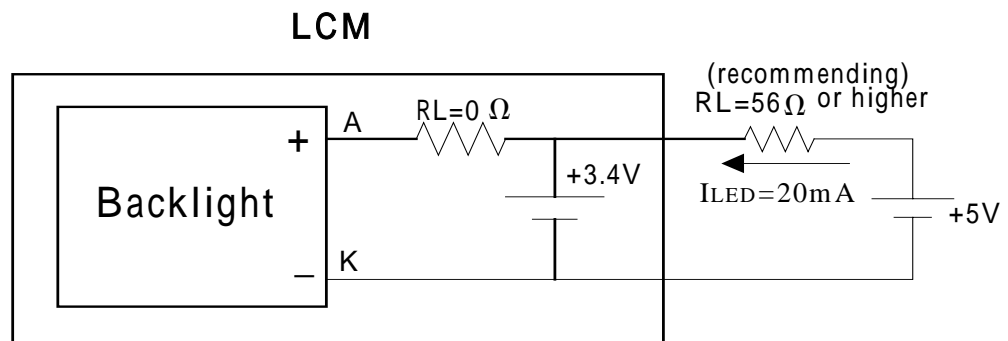 LCM
(recommending)
RL=56Ω or higher
A
RL=0 Ω
+
Backlight
+3.4V
ILED=20mA
+5V
K
−